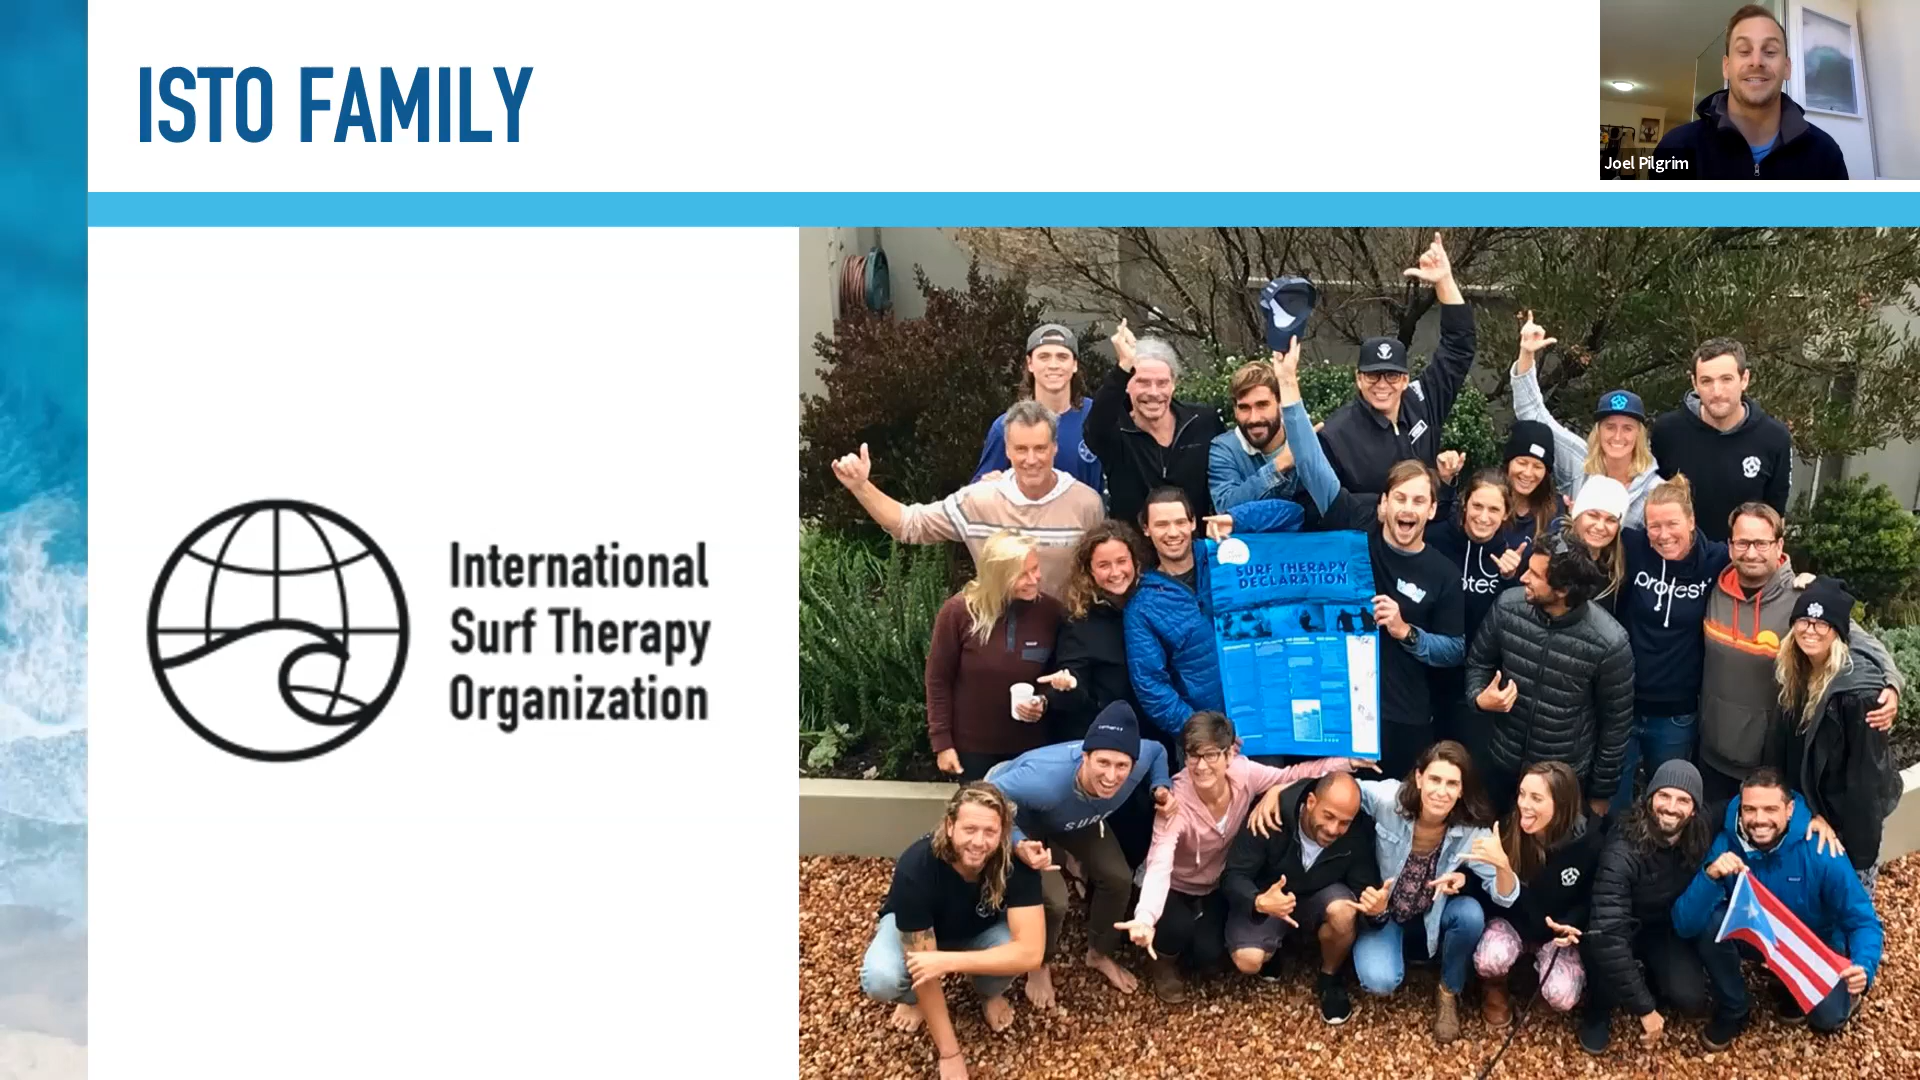 ISTO FAMILY
Joel Pilgrim
International
Surf Therapy
Organization
SURF THERAPY
DECLARATION
protest